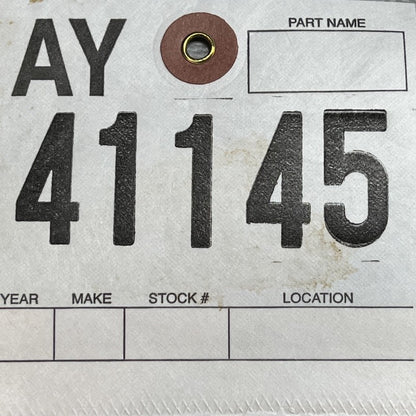 AY PART NAME
41145
YEAR MAKE STOCK # LOCATION